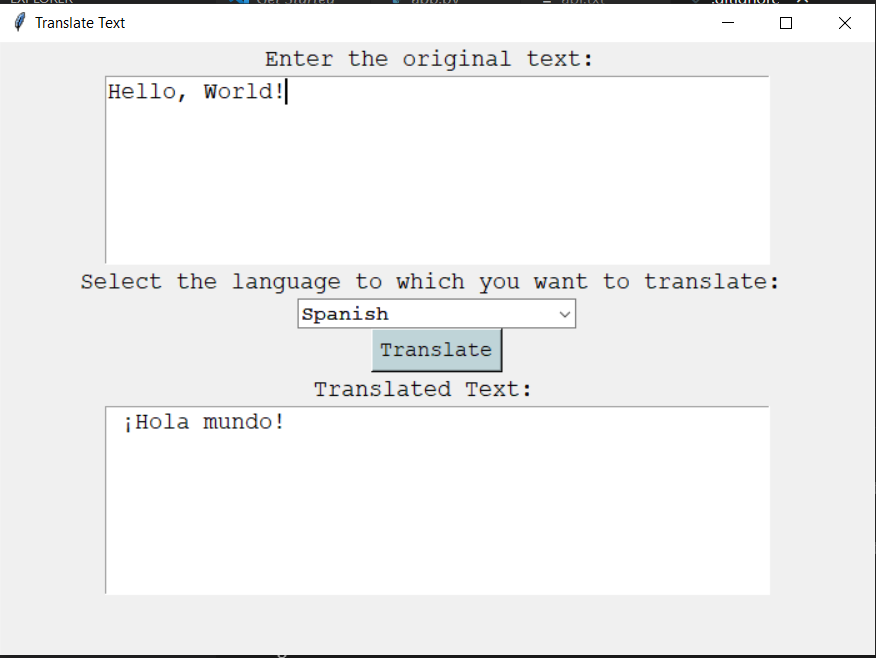 Translate Text
Enter the original text:
Hello, World!
Select the language to which you want to translate:
Spanish
Translate
Translated Text:
¡Hola mundo!